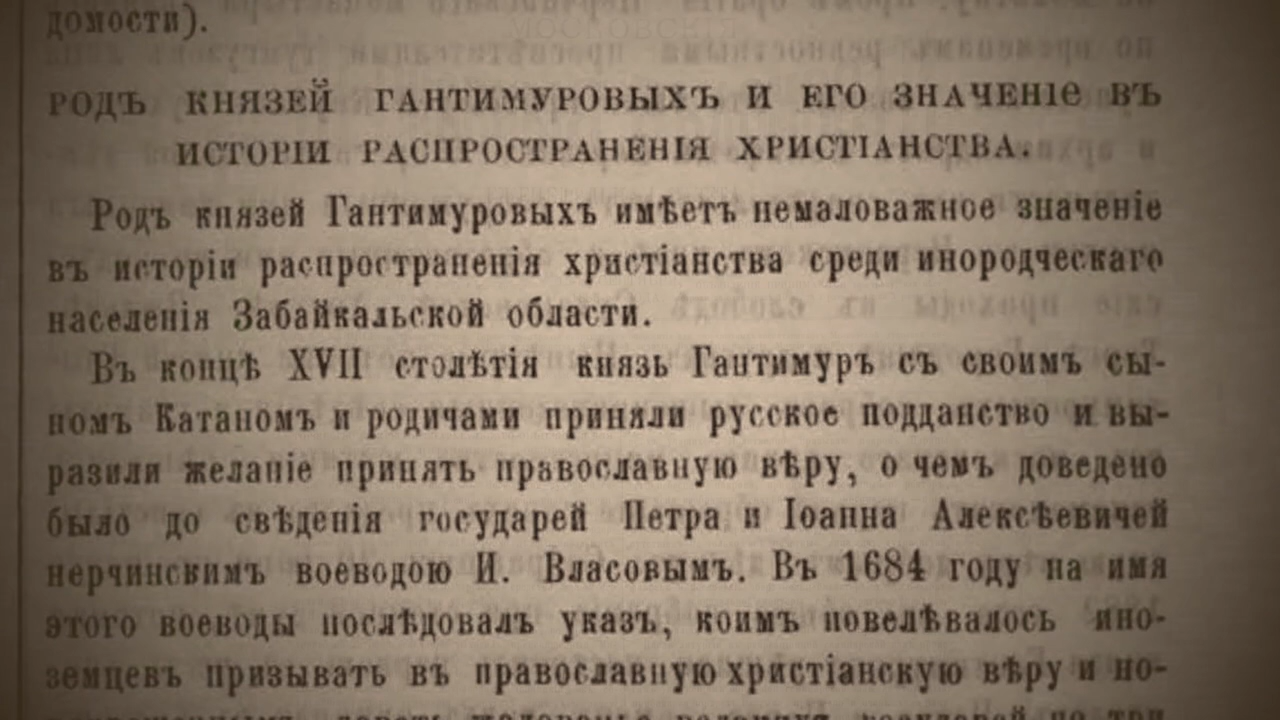 домости).
РОДЪ КНЯЗЕЙ ГАНТИМУРОВЫХЪ И ЕГО ЗНАЧЕНІЕ ВЪ
ИСТОРІИ РАСПРОСТРАНЕНІЯ ХРИСТІАНСТВА.
Родъ князей Гантимуровыхъ имѣетъ немаловажное значеніе
въ исторіи распространенія христіанства среди инородческаго
населенія Забайкальской области.
Въ концѣ XVII столѣтія князь Гантимуръ съ своимъ сы-
номъ Катаномъ и родичами приняли русское подданство и вы-
разили желаніе принять православную вѣру, о чемъ доведено
было до свѣденія государей Петра и Іоанна Алексѣевичей
нерчинскимъ воеводою И. Власовымъ. Въ 1684 году на имя
этого воеводы послѣдовалъ указъ, коимъ повелѣвалось ино-
земцевъ призывать въ православную христіанскую вѣру и но-